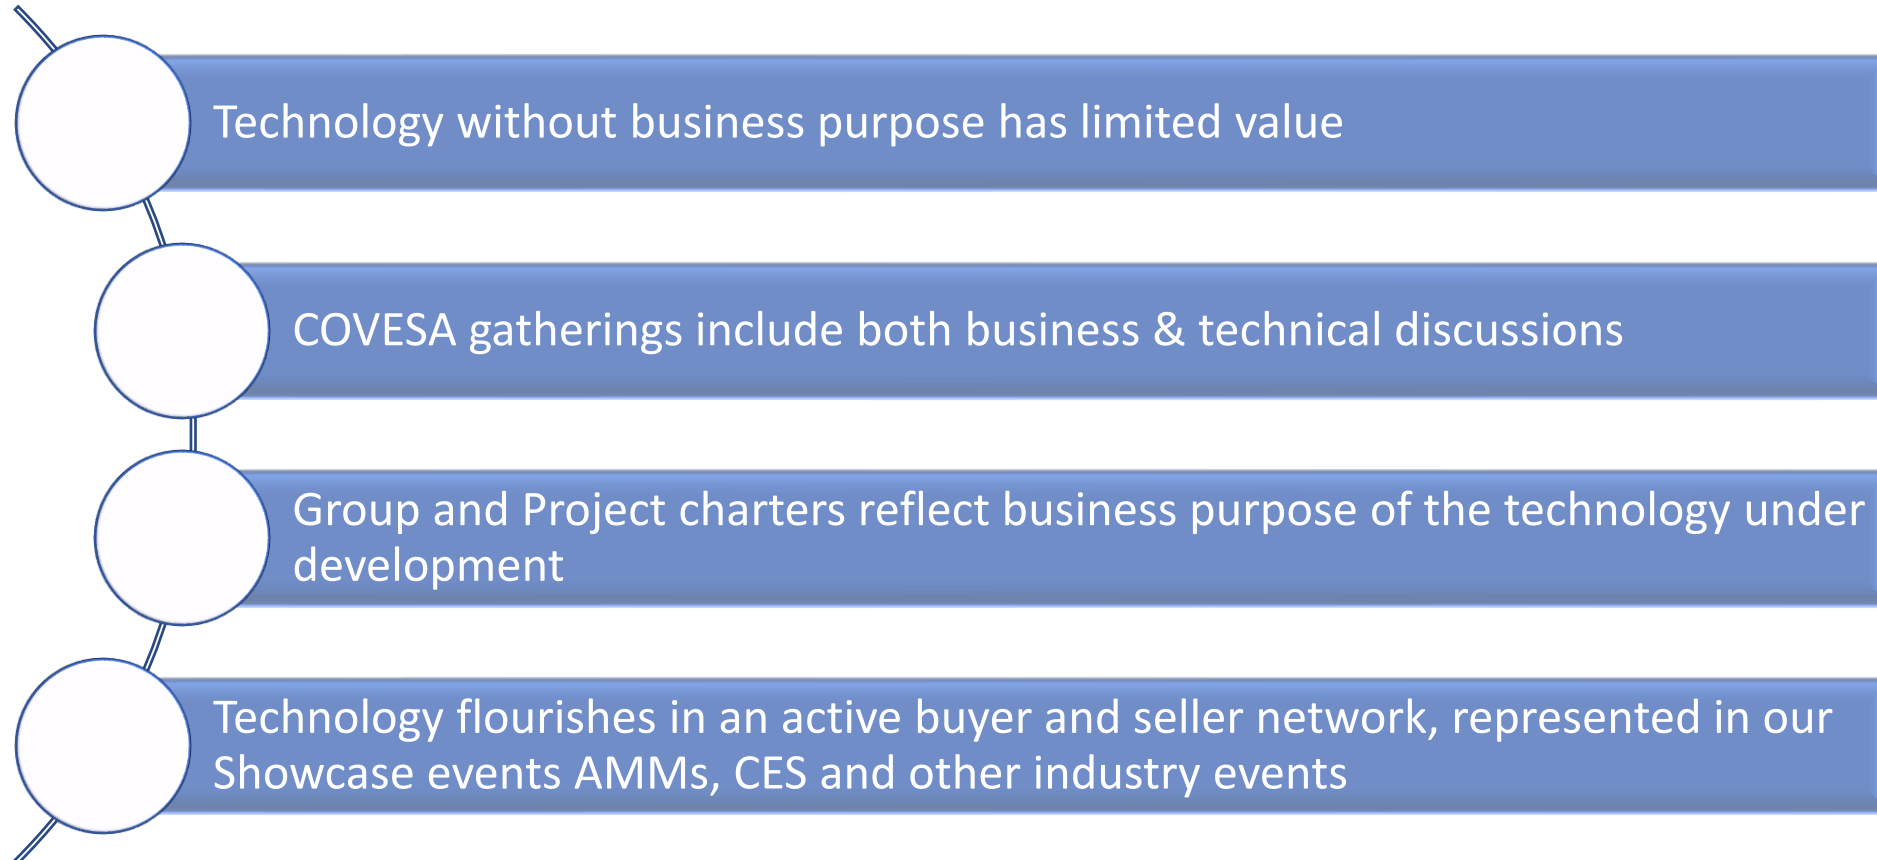 Technology without business purpose has limited value
COVESA gatherings include both business & technical discussions
Group and Project charters reflect business purpose of the technology under
development
Technology flourishes in an active buyer and seller network, represented in our
Showcase events AMMs, CES and other industry events